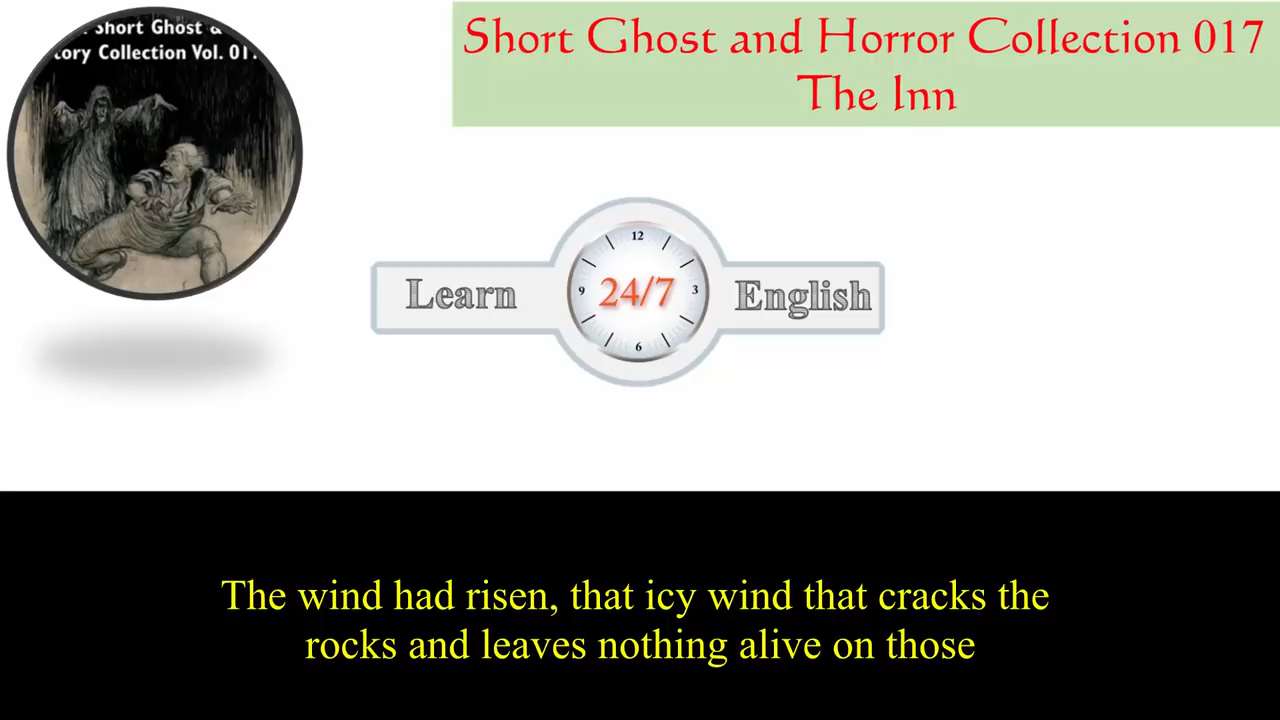 Short Ghost &
tory Collection Vol. 01
Short Ghost and Horror Collection 017
The Inn
Learn 24/7 English
12
9
3
6
The wind had risen, that icy wind that cracks the
rocks and leaves nothing alive on those